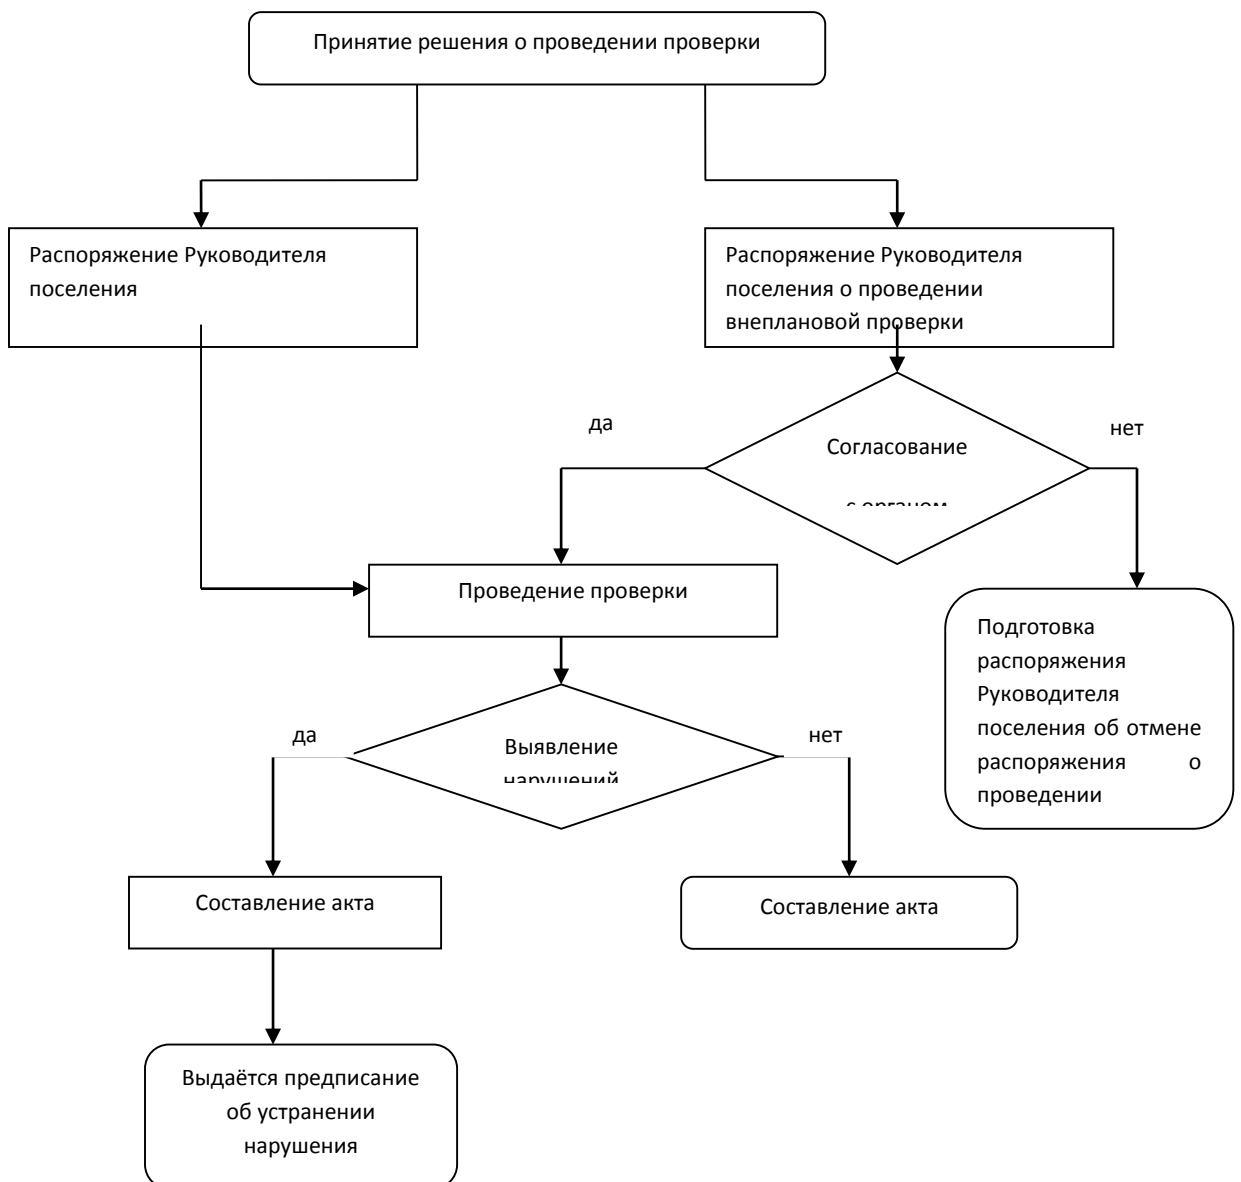 Принятие решения о проведении проверки
Распоряжение Руководителя
поселения
Распоряжение Руководителя
поселения о проведении
внеплановой проверки
да
нет
Согласование
с органом
Проведение проверки
Подготовка
распоряжения
Руководителя
поселения об отмене
распоряжения о
проведении
да
нет
Выявление
нарушений
Составление акта
Составление акта
Выдаётся предписание
об устранении
нарушения